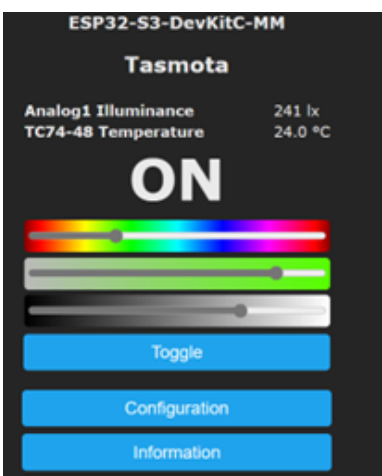 ESP32-S3-DevKitC-MM
Tasmota
Analog1 Illuminance 241 lx
TC74-48 Temperature 24.0 °C
ON
Toggle
Configuration
Information